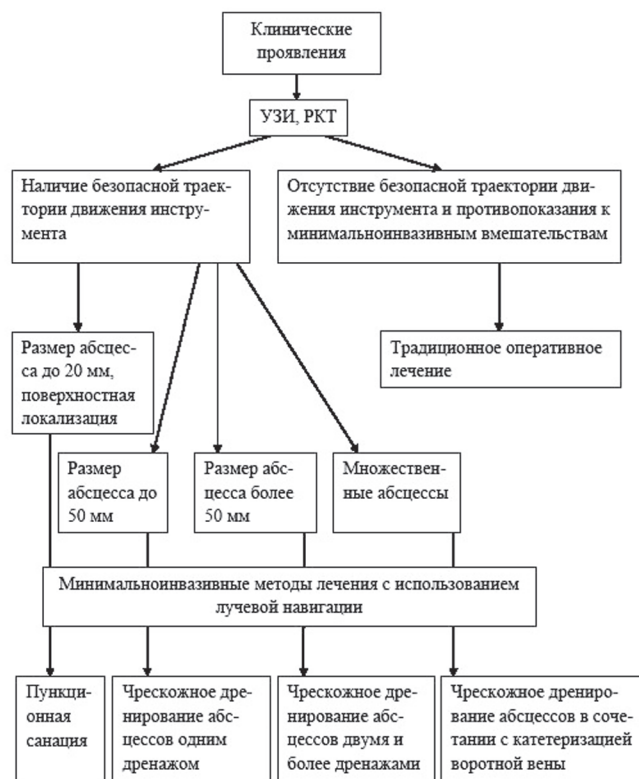 Клинические
проявления
УЗИ, РКТ
Наличие безопасной траек-
тории движения инстру-
мента
Отсутствие безопасной траектории дви-
жения инструмента и противопоказания к
минимальноинвазивным вмешательствам
Размер абсцес-
са до 20 мм,
поверхностная
локализация
Традиционное оперативное
лечение
Размер
абсцесса до
50 мм
Размер абс-
цесса более
50 мм
Множествен-
ные абсцессы
Минимальноинвазивные методы лечения с использованием
лучевой навигации
Пункци-
онная
санация
Чрескожное дре-
нирование абс-
цессов одним
дренажом
Чрескожное дре-
нирование абс-
цессов двумя и
более дренажами
Чрескожное дрениро-
вание абсцессов в соче-
тании с катетеризацией
воротной вены